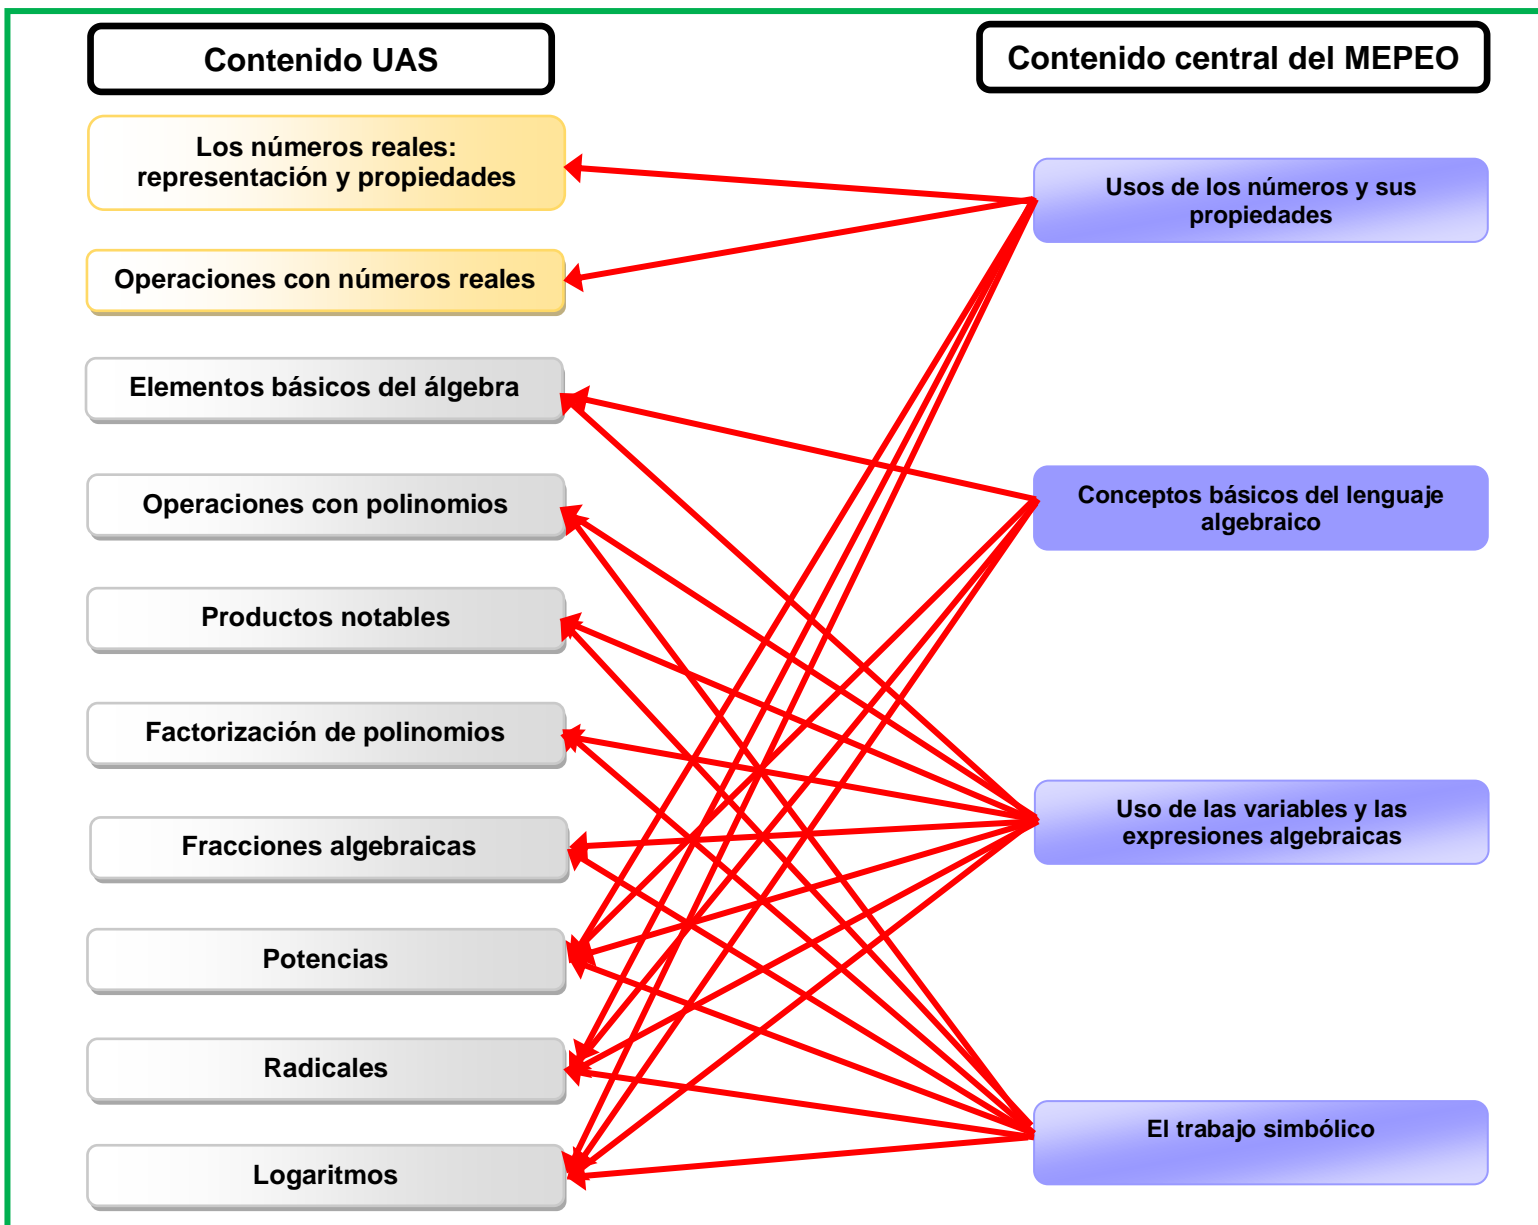 Contenido UAS
Los números reales:
representación y propiedades
Operaciones con números reales
Elementos básicos del álgebra
Operaciones con polinomios
Productos notables
Factorización de polinomios
Fracciones algebraicas
Potencias
Radicales
Logaritmos
Contenido central del MEPEO
Usos de los números y sus
propiedades
Conceptos básicos del lenguaje
algebraico
Uso de las variables y las
expresiones algebraicas
El trabajo simbólico